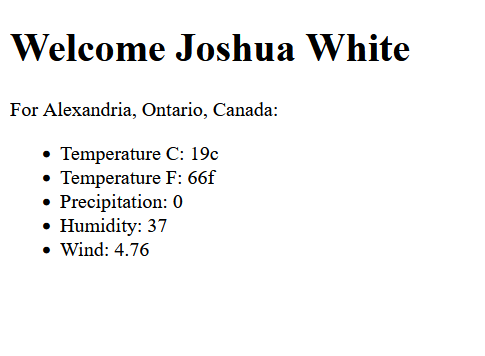 Welcome Joshua White
For Alexandria, Ontario, Canada:
Temperature C: 19c
Temperature F: 66f
Precipitation: 0
Humidity: 37
Wind: 4.76